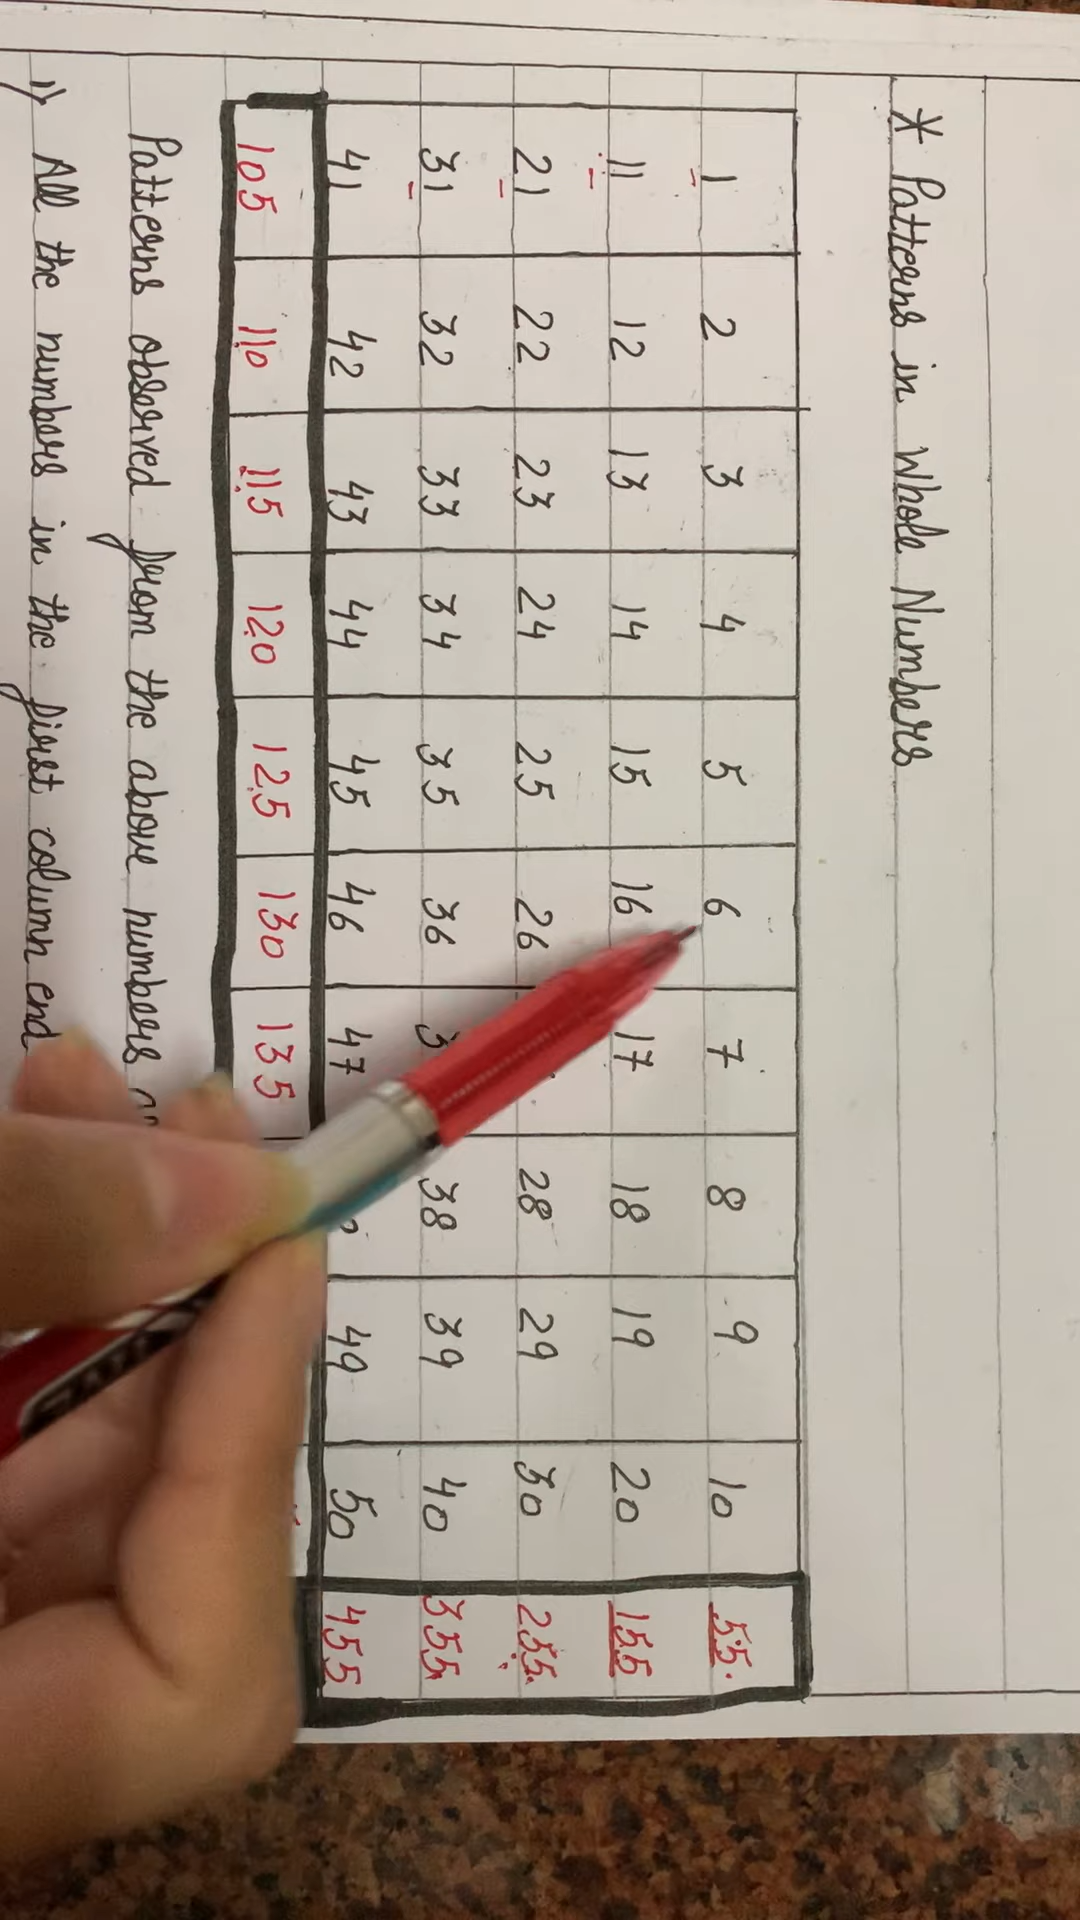 * Patterns in Whole Numbers
1 2 3 4 5 6 7 8 9 10 55
11 12 13 14 15 16 17 18 19 20 155
21 22 23 24 25 26 28 29 30 255
31 32 33 34 35 36 38 39 40 355
41 42 43 44 45 46 47 49 50 455
105 110 115 120 125 130 135
Patterns observed from the above numbers
1) All the numbers in the first column end